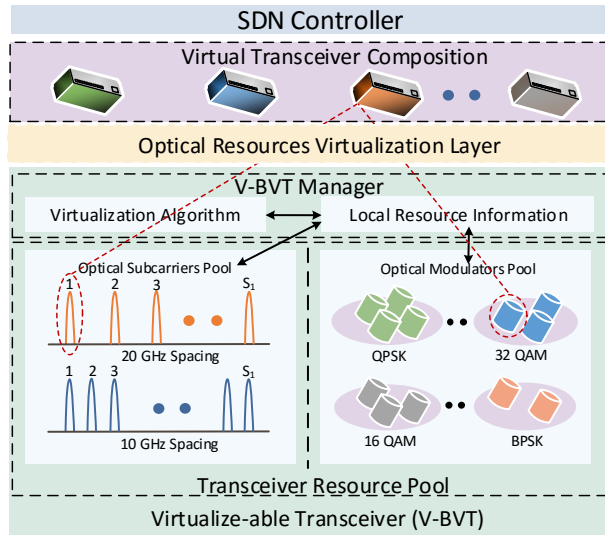 SDN Controller
Virtual Transceiver Composition
Optical Resources Virtualization Layer
V-BVT Manager
Virtualization Algorithm
Local Resource Information
Optical Subcarriers Pool
1 2 3 S1
20 GHz Spacing
1 2 3 S1
10 GHz Spacing
Optical Modulators Pool
QPSK 32 QAM
16 QAM BPSK
Transceiver Resource Pool
Virtualize-able Transceiver (V-BVT)